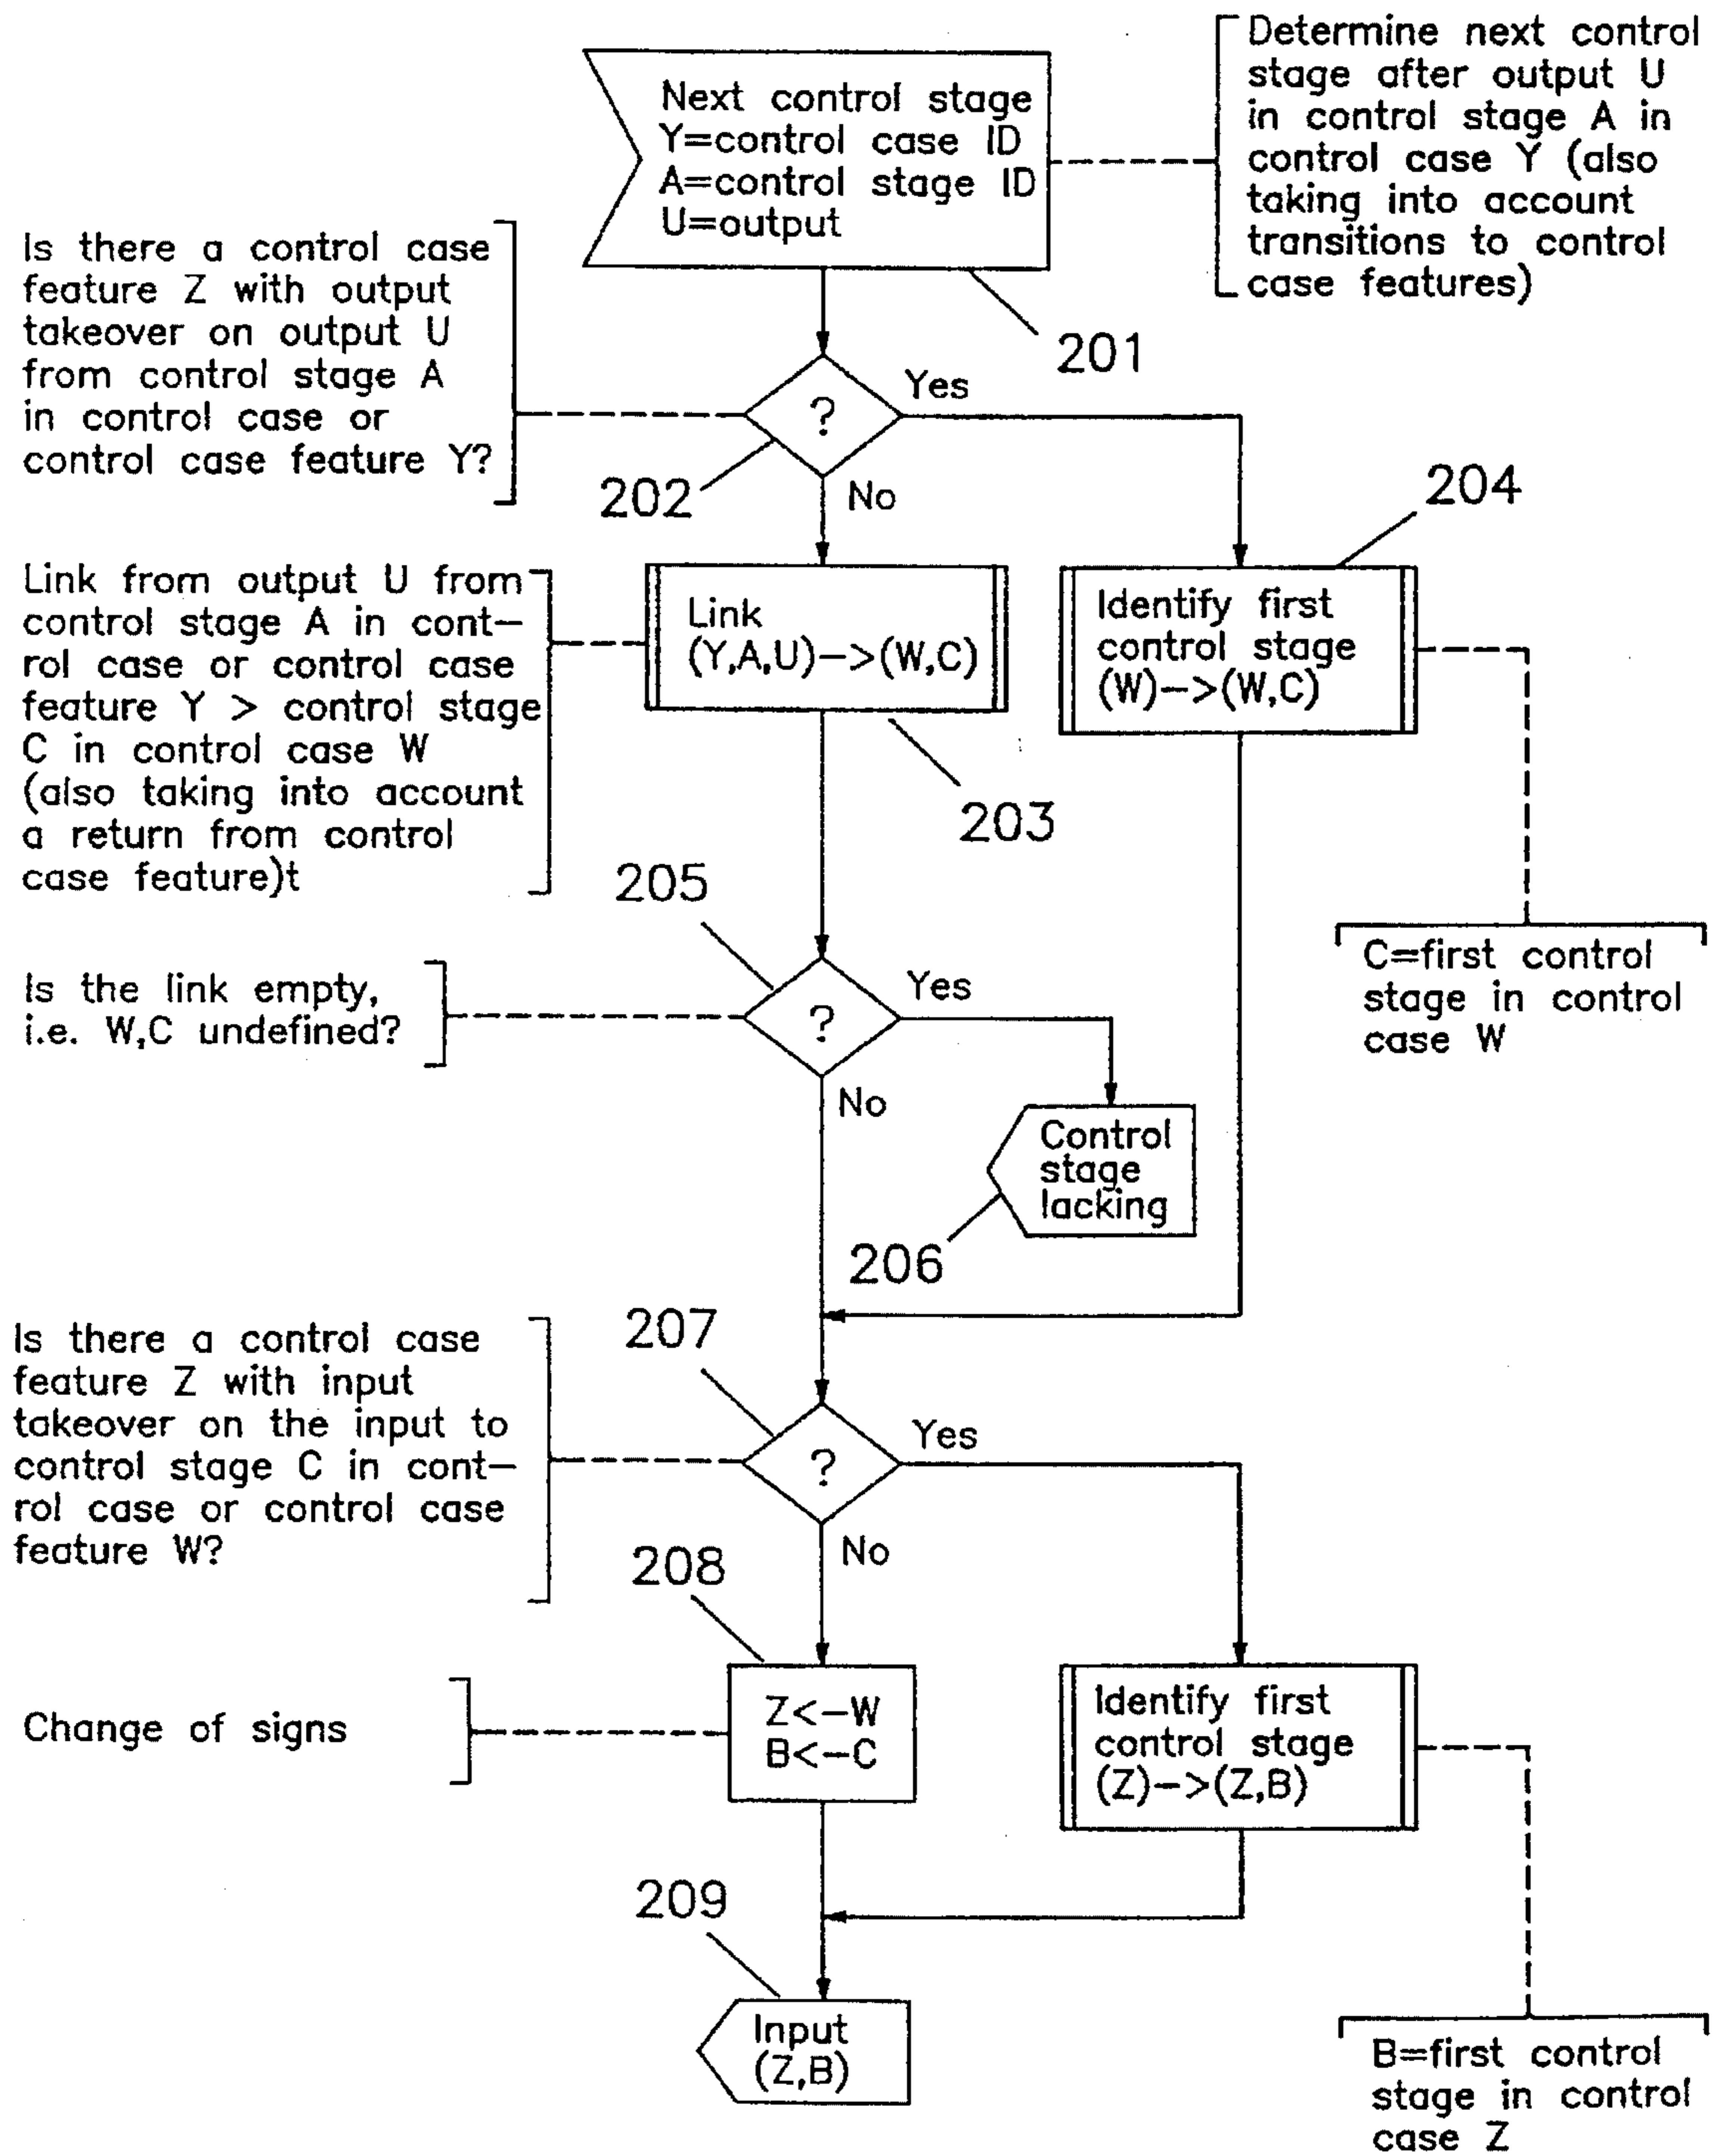 Next control stage
Y=control case ID
A=control stage ID
U=output
Determine next control
stage after output U
in control stage A in
control case Y (also
taking into account
transitions to control
case features)
201
Is there a control case
feature Z with output
takeover on output U
from control stage A
in control case or
control case feature Y?
?
Yes
No
202
204
Link from output U from
control stage A in cont-
rol case or control case
feature Y > control stage
C in control case W
(also taking into account
a return from control
case feature)t
Link
(Y,A,U)->(W,C)
Identify first
control stage
(W)->(W,C)
203
C=first control
stage in control
case W
205
Is the link empty,
i.e. W,C undefined?
?
Yes
No
Control
stage
lacking
206
207
Is there a control case
feature Z with input
takeover on the input to
control stage C in cont-
rol case or control case
feature W?
?
Yes
No
208
Change of signs
Z<-W
B<-C
Identify first
control stage
(Z)->(Z,B)
209
Input
(Z,B)
B=first control
stage in control
case Z